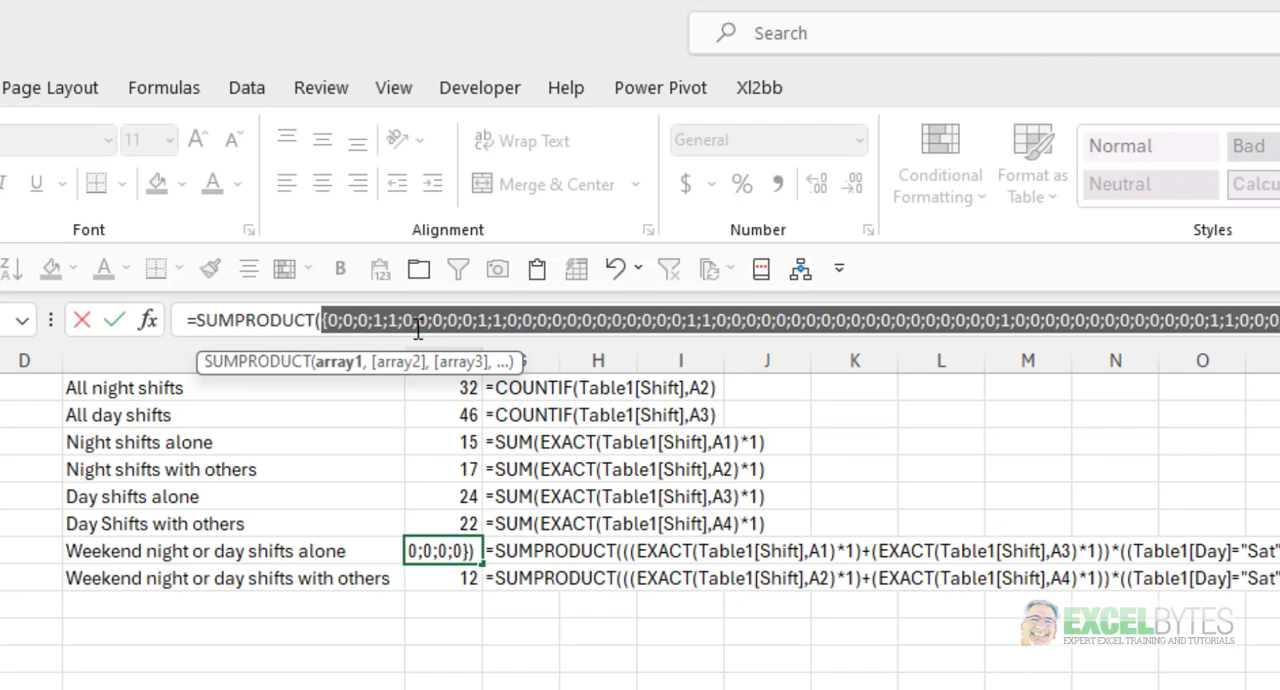 Search
Page Layout Formulas Data Review View Developer Help Power Pivot Xl2bb
11 A A ab Wrap Text General Normal Bad
U A Merge & Center $ % , Conditional Formatting Format as Table Neutral Calcu
Font Alignment Number Styles
A B 123
fx =SUMPRODUCT({0;0;0;1;1;0;0;0;0;0;1;1;0;0;0;0;0;0;0;0;0;0;0;0;1;1;0;0;0;0;0;0;0;0;0;0;0;0;0;0;0;0;0;0;0;1;0;0;0;0;0;0;0;0;0;0;0;0;0;1;1;0;0;0
SUMPRODUCT(array1, [array2], [array3], ...)
D G H I J K L M N O
All night shifts 32 =COUNTIF(Table1[Shift],A2)
All day shifts 46 =COUNTIF(Table1[Shift],A3)
Night shifts alone 15 =SUM(EXACT(Table1[Shift],A1)*1)
Night shifts with others 17 =SUM(EXACT(Table1[Shift],A2)*1)
Day shifts alone 24 =SUM(EXACT(Table1[Shift],A3)*1)
Day Shifts with others 22 =SUM(EXACT(Table1[Shift],A4)*1)
Weekend night or day shifts alone 0;0;0;0}) =SUMPRODUCT(((EXACT(Table1[Shift],A1)*1)+(EXACT(Table1[Shift],A3)*1))*((Table1[Day]="Sat"
Weekend night or day shifts with others 12 =SUMPRODUCT(((EXACT(Table1[Shift],A2)*1)+(EXACT(Table1[Shift],A4)*1))*((Table1[Day]="Sat"
EXCELBYTES
EXPERT EXCEL TRAINING AND TUTORIALS